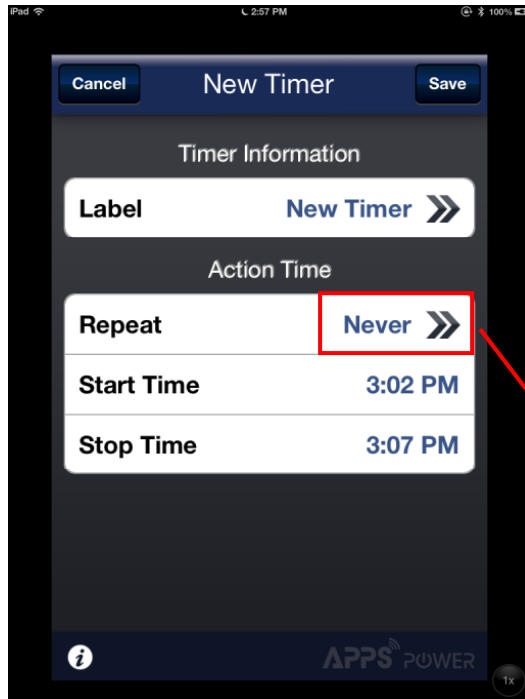 iPad 2:57 PM 100%
Cancel New Timer Save
Timer Information
Label New Timer
Action Time
Repeat Never
Start Time 3:02 PM
Stop Time 3:07 PM
i APPS POWER
1x